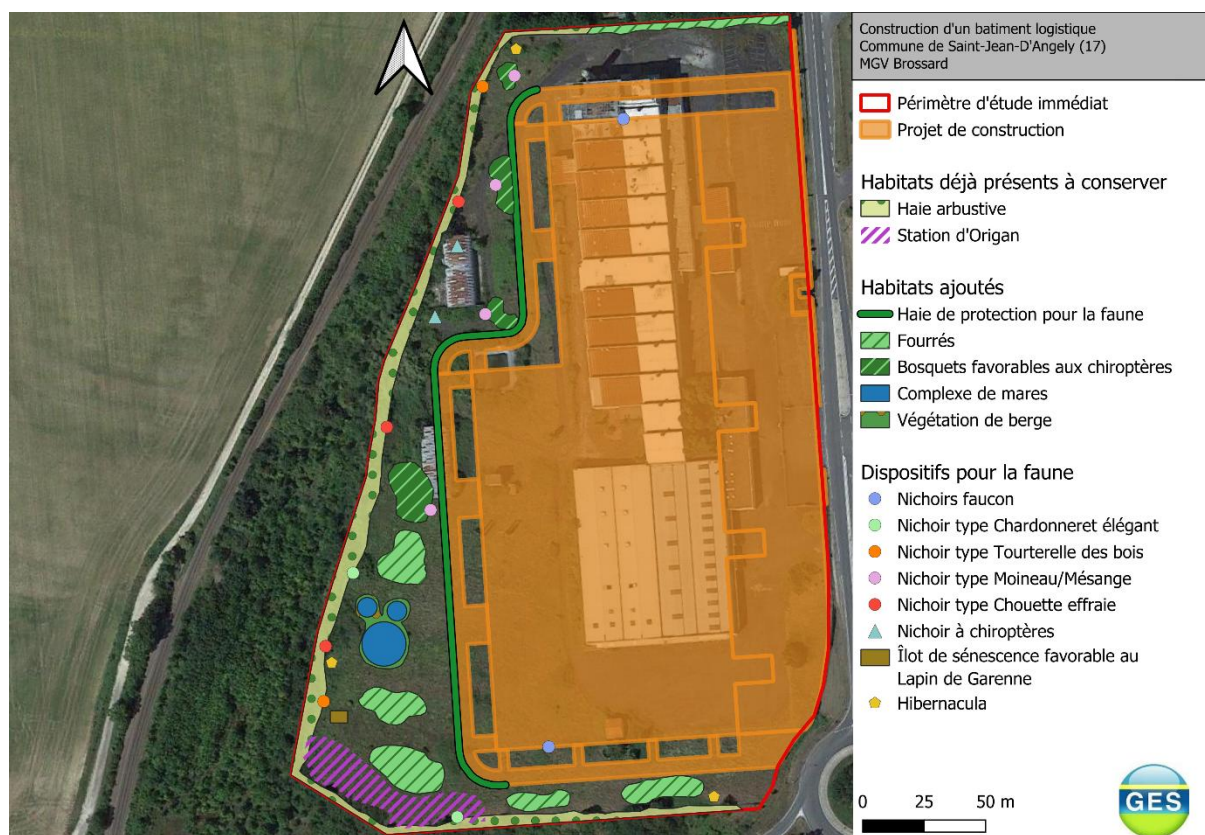 Construction d'un batiment logistique
Commune de Saint-Jean-D'Angely (17)
MGV Brossard
Périmètre d'étude immédiat
Projet de construction
Habitats déjà présents à conserver
Haie arbustive
Station d'Origan
Habitats ajoutés
Haie de protection pour la faune
Fourrés
Bosquets favorables aux chiroptères
Complexe de mares
Végétation de berge
Dispositifs pour la faune
Nichoirs faucon
Nichoir type Chardonneret élégant
Nichoir type Tourterelle des bois
Nichoir type Moineau/Mésange
Nichoir type Chouette effraie
Nichoir à chiroptères
Îlot de sénescence favorable au
Lapin de Garenne
Hibernacula
0 25 50 m
GES